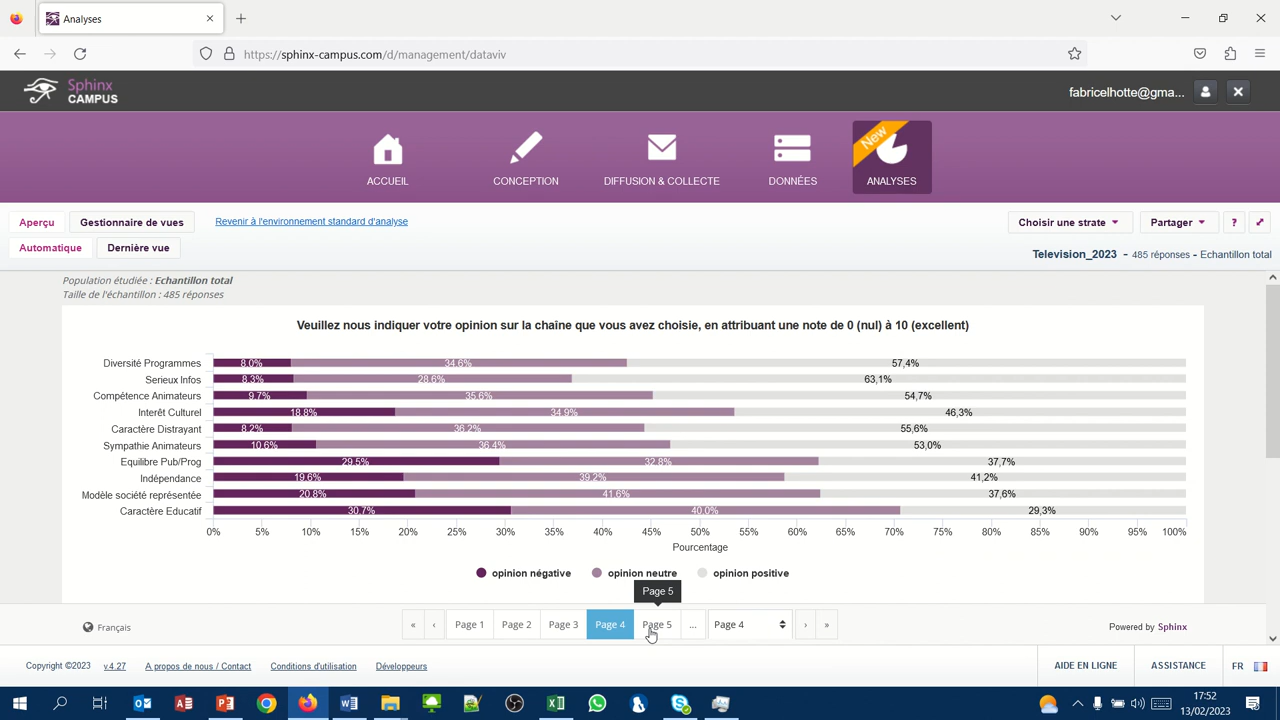 Analyses
https://sphinx-campus.com/d/management/dataviv
Sphinx
CAMPUS
fabricelhotte@gma...
New
ACCUEIL
CONCEPTION
DIFFUSION & COLLECTE
DONNÉES
ANALYSES
Aperçu
Gestionnaire de vues
Revenir à l'environnement standard d'analyse
Choisir une strate
Partager
?
Automatique
Dernière vue
Television_2023 - 485 réponses - Echantillon total
Population étudiée : Echantillon total
Taille de l'échantillon : 485 réponses
Veuillez nous indiquer votre opinion sur la chaîne que vous avez choisie, en attribuant une note de 0 (nul) à 10 (excellent)
Diversité Programmes 8,0% 34,6% 57,4%
Serieux Infos 8,3% 28,6% 63,1%
Compétence Animateurs 9,7% 35,6% 54,7%
Interêt Culturel 18,8% 34,9% 46,3%
Caractère Distrayant 8,2% 36,2% 55,6%
Sympathie Animateurs 10,6% 36,4% 53,0%
Equilibre Pub/Prog 29,5% 32,8% 37,7%
Indépendance 19,6% 39,2% 41,2%
Modèle société représentée 20,8% 41,6% 37,6%
Caractère Educatif 30,7% 40,0% 29,3%
0% 5% 10% 15% 20% 25% 30% 35% 40% 45% 50% 55% 60% 65% 70% 75% 80% 85% 90% 95% 100%
Pourcentage
opinion négative opinion neutre opinion positive
Page 5
Français
« ‹ Page 1 Page 2 Page 3 Page 4 Page 5 ... Page 4 › »
Powered by Sphinx
Copyright ©2023 v.4.27 A propos de nous / Contact Conditions d'utilisation Développeurs
AIDE EN LIGNE
ASSISTANCE
FR
17:52
13/02/2023